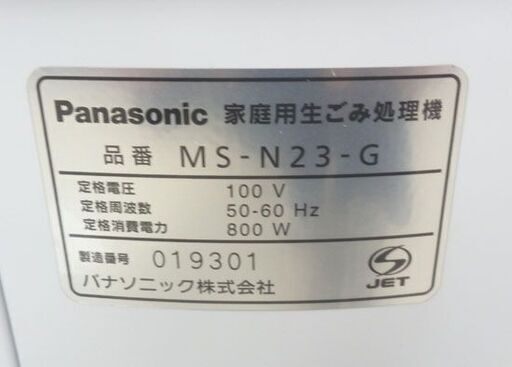 Panasonic 家庭用生ごみ処理機
品番 MS-N23-G
定格電圧 100 V
定格周波数 50-60 Hz
定格消費電力 800 W
製造番号 019301
パナソニック株式会社
S
JET